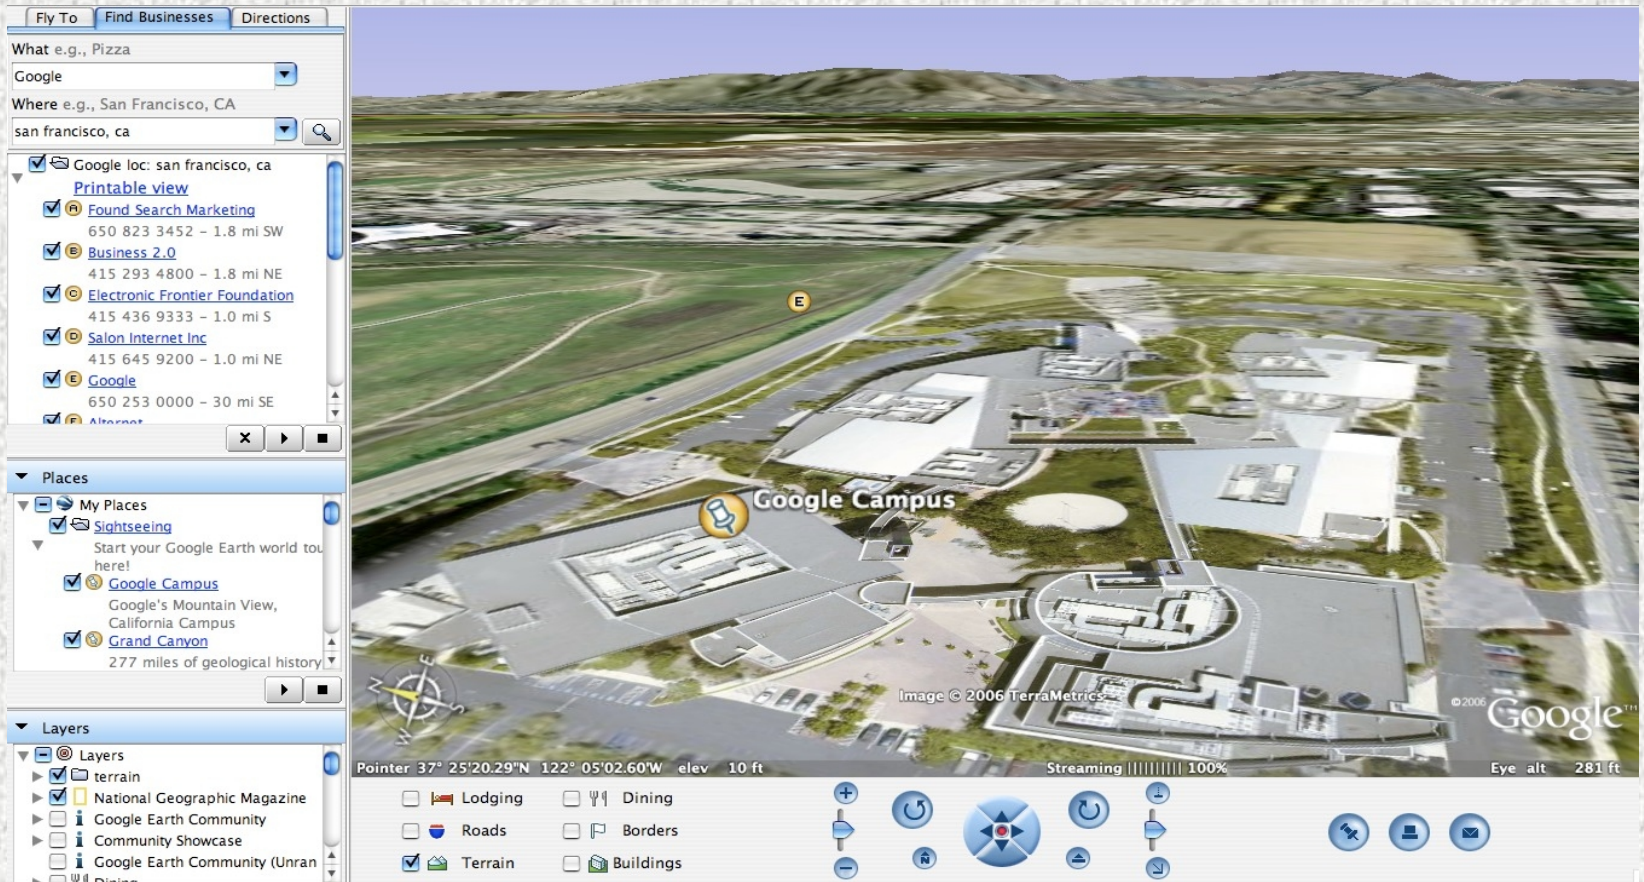 Fly To
Find Businesses
Directions
What e.g., Pizza
Google
Where e.g., San Francisco, CA
san francisco, ca
Google loc: san francisco, ca
Printable view
A Found Search Marketing
650 823 3452 – 1.8 mi SW
B Business 2.0
415 293 4800 – 1.8 mi NE
C Electronic Frontier Foundation
415 436 9333 – 1.0 mi S
D Salon Internet Inc
415 645 9200 – 1.0 mi NE
E Google
650 253 0000 – 30 mi SE
F Alternet
Places
My Places
Sightseeing
Start your Google Earth world tou
here!
Google Campus
Google's Mountain View,
California Campus
Grand Canyon
277 miles of geological history
Layers
Layers
terrain
National Geographic Magazine
Google Earth Community
Community Showcase
Google Earth Community (Unran
Dining
E
Google Campus
N E S W
Image © 2006 TerraMetrics
©2006 Google™
Pointer 37° 25'20.29"N 122° 05'02.60"W elev 10 ft
Streaming |||||||||| 100%
Eye alt 281 ft
Lodging
Dining
Roads
Borders
Terrain
Buildings
N